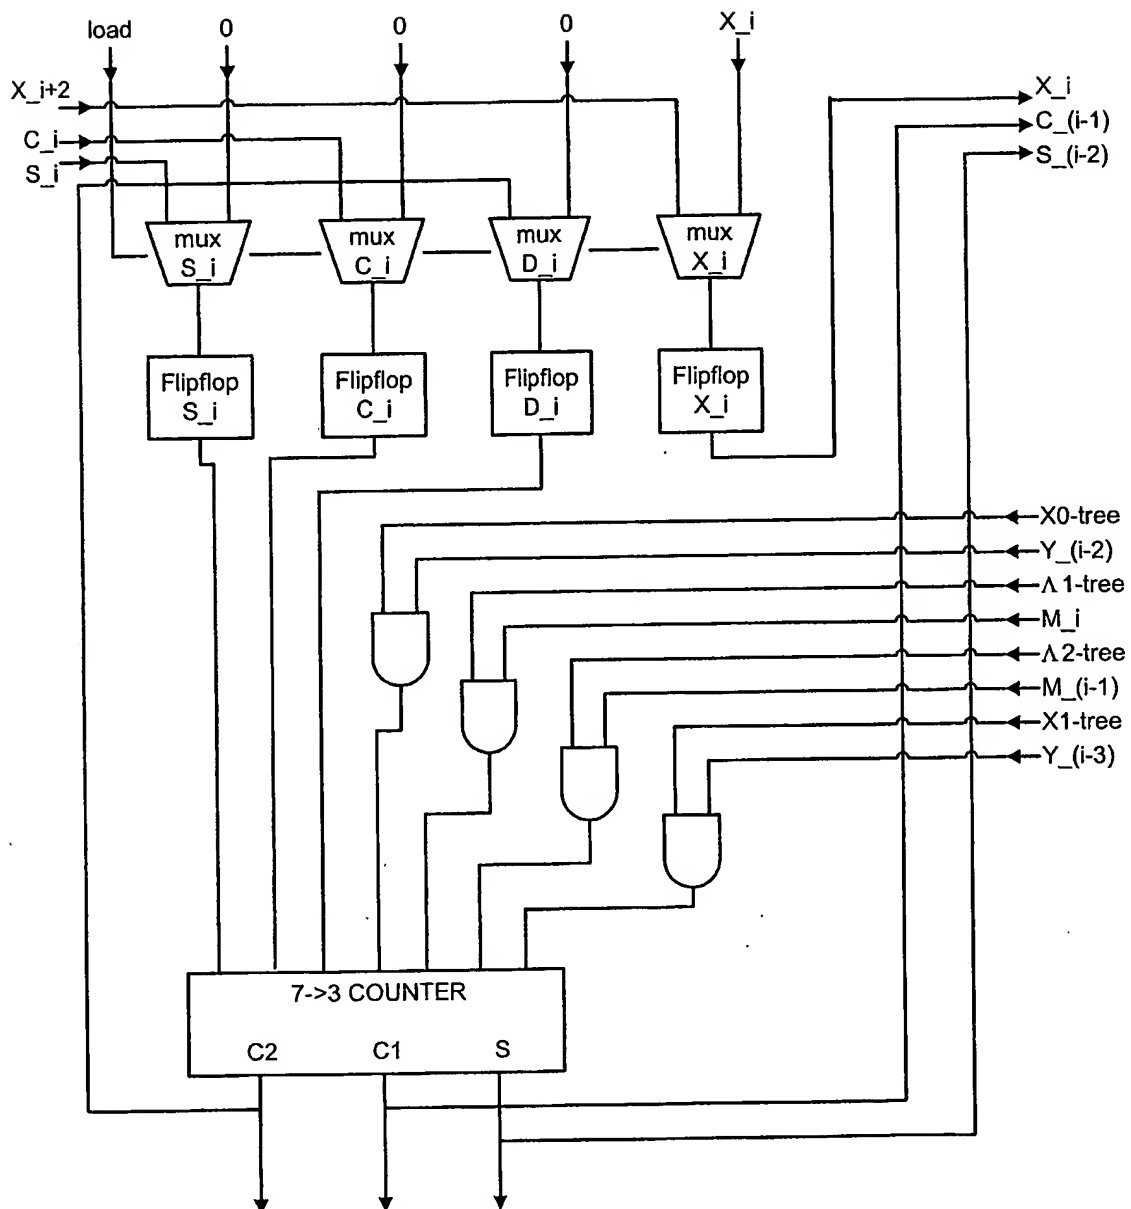 load
0
0
0
X_i
X_i+2
C_i
S_i
X_i
C_(i-1)
S_(i-2)
mux
S_i
mux
C_i
mux
D_i
mux
X_i
Flipflop
S_i
Flipflop
C_i
Flipflop
D_i
Flipflop
X_i
X0-tree
Y_(i-2)
Λ1-tree
M_i
Λ2-tree
M_(i-1)
X1-tree
Y_(i-3)
7->3 COUNTER
C2
C1
S